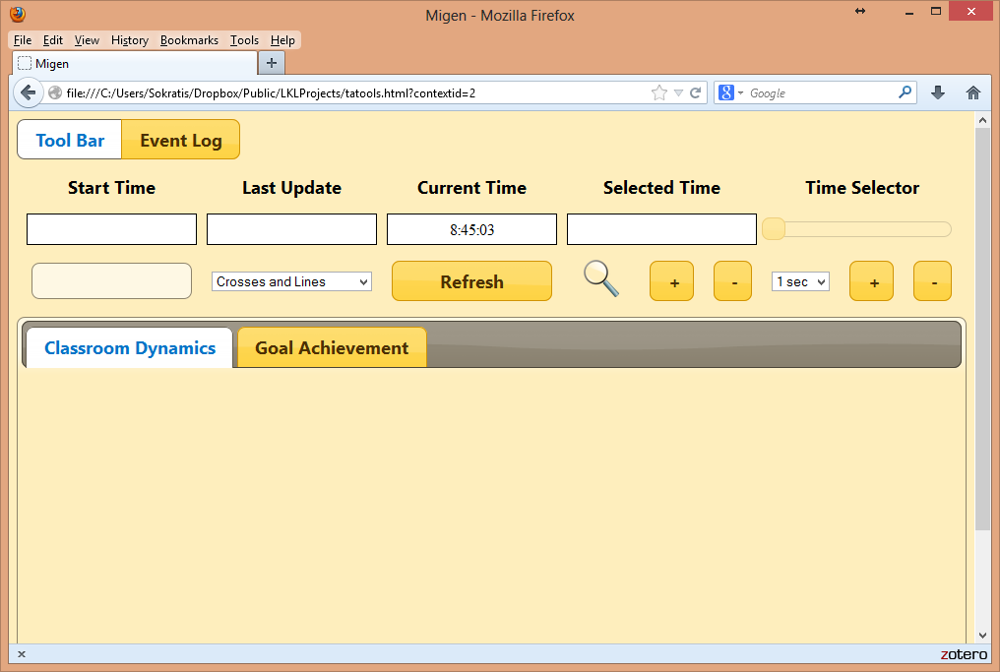 Migen - Mozilla Firefox
File Edit View History Bookmarks Tools Help
Migen +
file:///C:/Users/Sokratis/Dropbox/Public/LKLProjects/tatools.html?contextid=2 8 Google
Tool Bar Event Log
Start Time Last Update Current Time Selected Time Time Selector
8:45:03
Crosses and Lines Refresh + - 1 sec + -
Classroom Dynamics Goal Achievement
x zotero